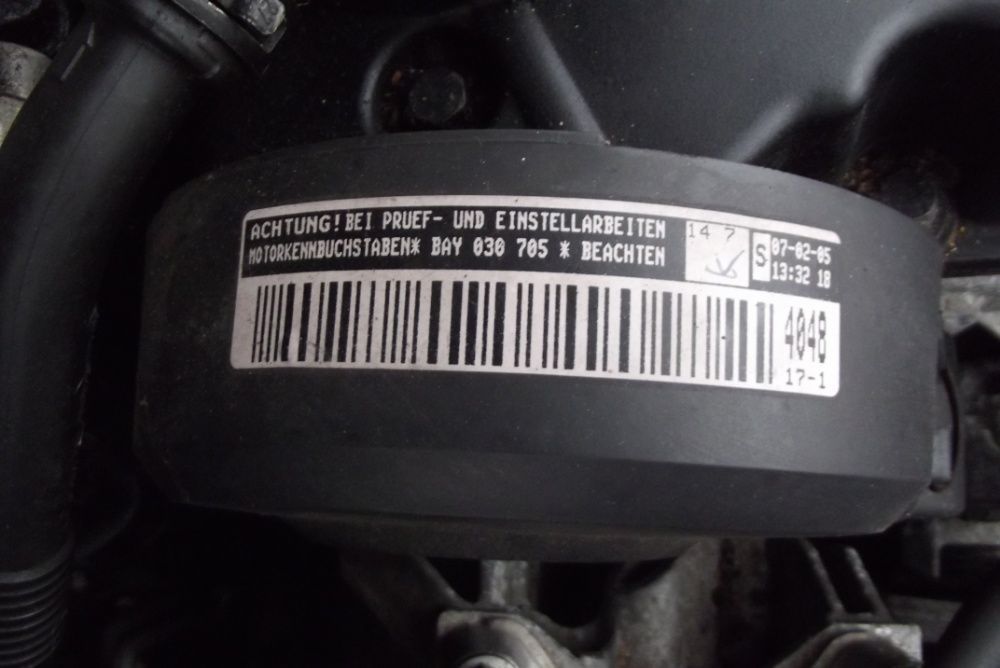 ACHTUNG! BEI PRUEF- UND EINSTELLARBEITEN
MOTORKENNBUCHSTABEN* BAY 030 705 * BEACHTEN
14 7
S
07-02-05
13:32 18
4048
17-1